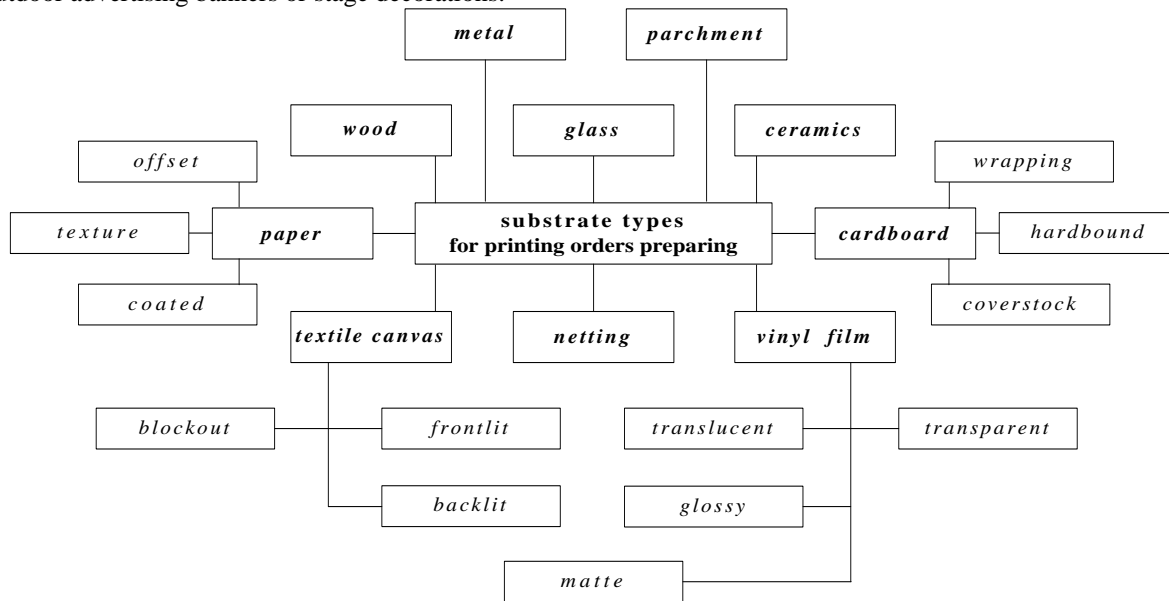 outdoor advertising banners or stage decorations.
metal
parchment
wood
glass
ceramics
offset
wrapping
texture
paper
substrate types
for printing orders preparing
cardboard
hardbound
coated
coverstock
textile canvas
netting
vinyl film
blockout
frontlit
translucent
transparent
backlit
glossy
matte